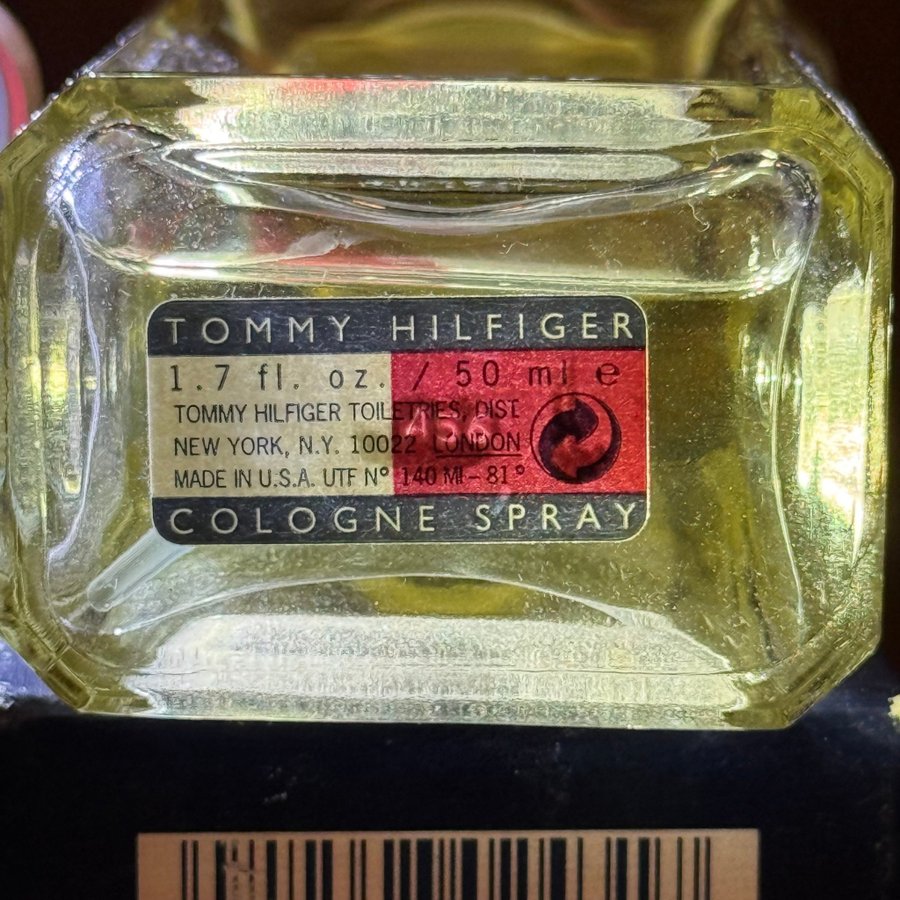 TOMMY HILFIGER
1.7 fl. oz. / 50 ml e
TOMMY HILFIGER TOILETRIES, DIST.
NEW YORK, N.Y. 10022 LONDON
MADE IN U.S.A. UTF Nº 140 MI – 81°
COLOGNE SPRAY